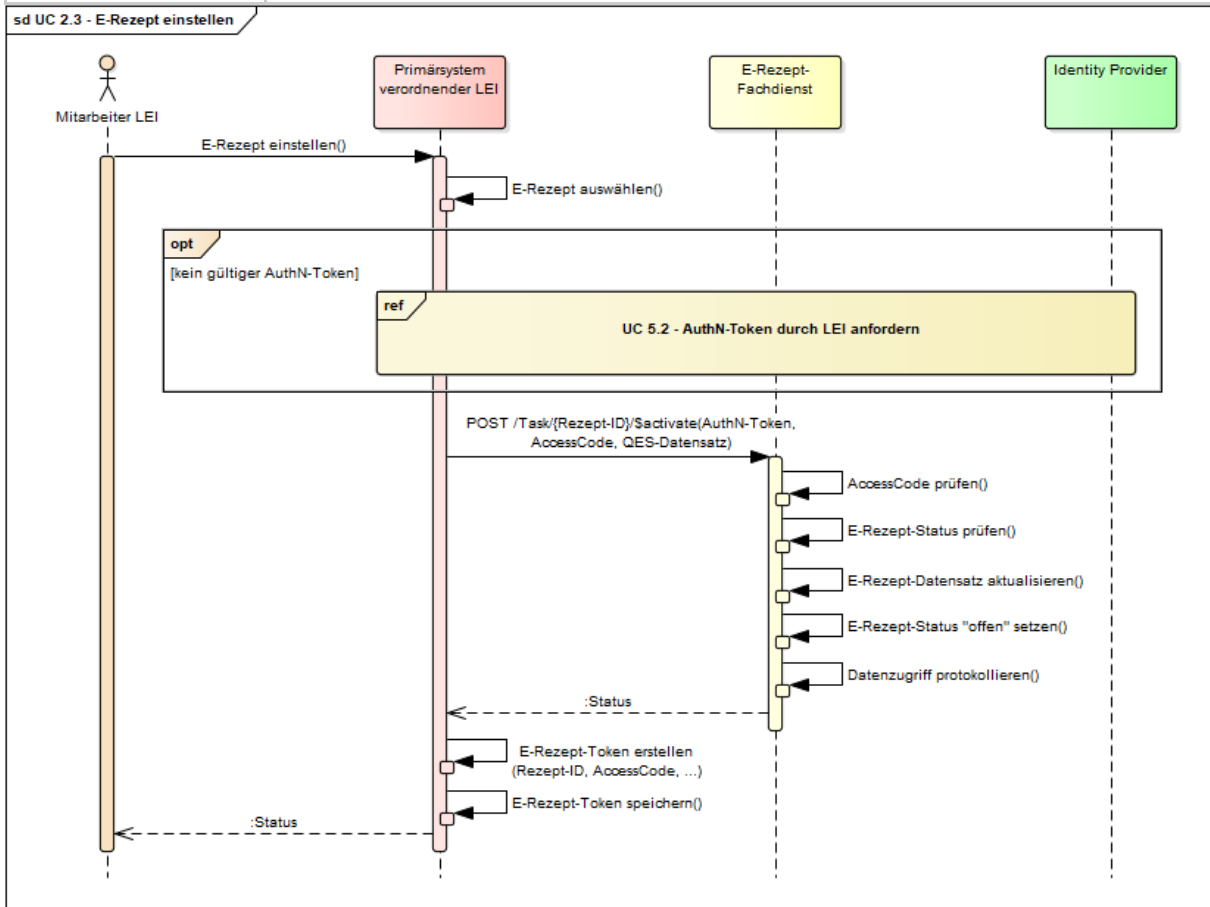 sd UC 2.3 - E-Rezept einstellen
Mitarbeiter LEI
Primärsystem
verordnender LEI
E-Rezept-
Fachdienst
Identity Provider
E-Rezept einstellen()
E-Rezept auswählen()
opt
[kein gültiger AuthN-Token]
ref
UC 5.2 - AuthN-Token durch LEI anfordern
POST /Task/{Rezept-ID}/$activate(AuthN-Token,
AccessCode, QES-Datensatz)
AccessCode prüfen()
E-Rezept-Status prüfen()
E-Rezept-Datensatz aktualisieren()
E-Rezept-Status "offen" setzen()
Datenzugriff protokollieren()
:Status
E-Rezept-Token erstellen
(Rezept-ID, AccessCode, ...)
E-Rezept-Token speichern()
:Status